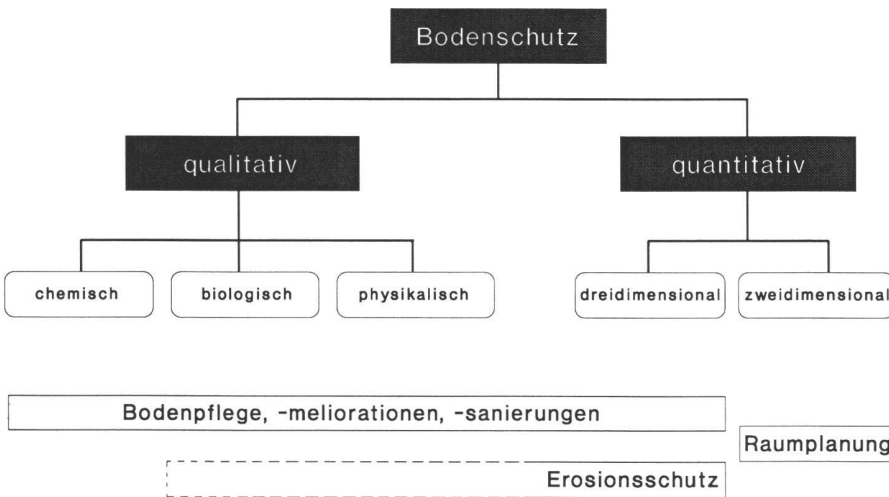 Bodenschutz
qualitativ
quantitativ
chemisch
biologisch
physikalisch
dreidimensional
zweidimensional
Bodenpflege, -meliorationen, -sanierungen
Raumplanung
Erosionsschutz